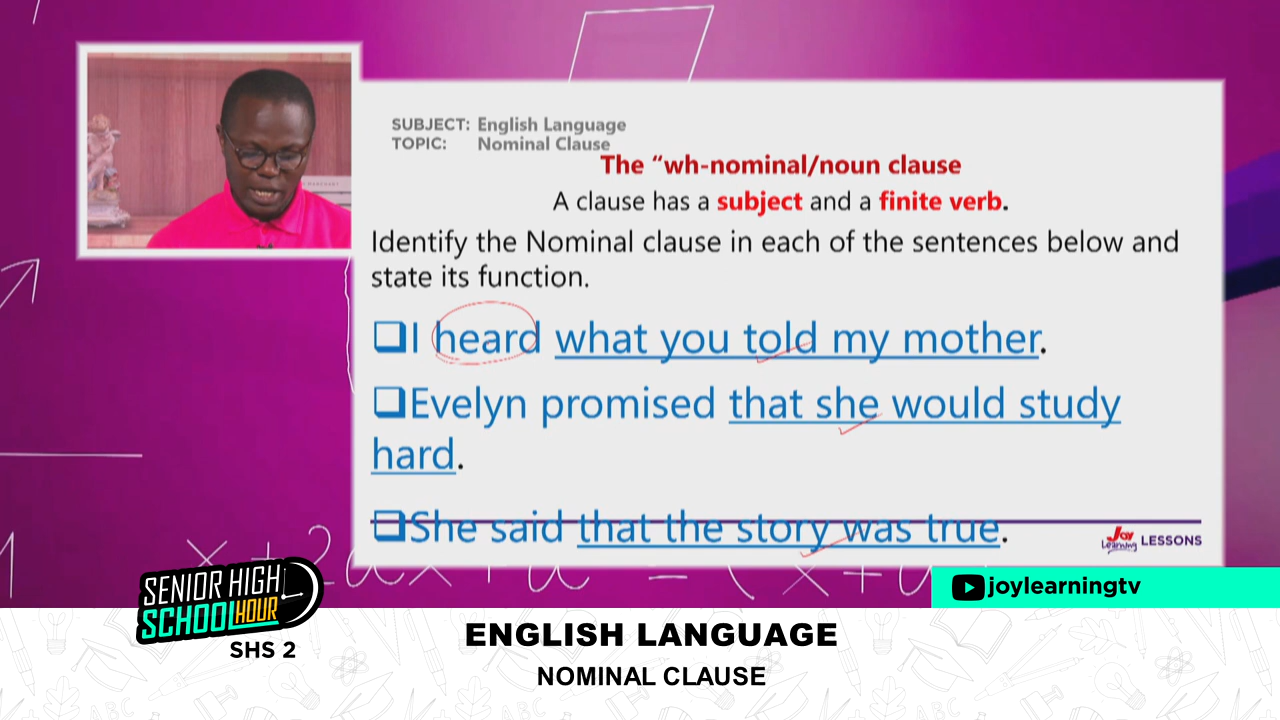 SUBJECT: English Language
TOPIC: Nominal Clause
The “wh-nominal/noun clause
A clause has a subject and a finite verb.
Identify the Nominal clause in each of the sentences below and
state its function.
❑I heard what you told my mother.
❑Evelyn promised that she would study
hard.
❑She said that the story was true.
Joy Learning LESSONS
joylearningtv
SENIOR HIGH
SCHOOL HOUR
SHS 2
ENGLISH LANGUAGE
NOMINAL CLAUSE